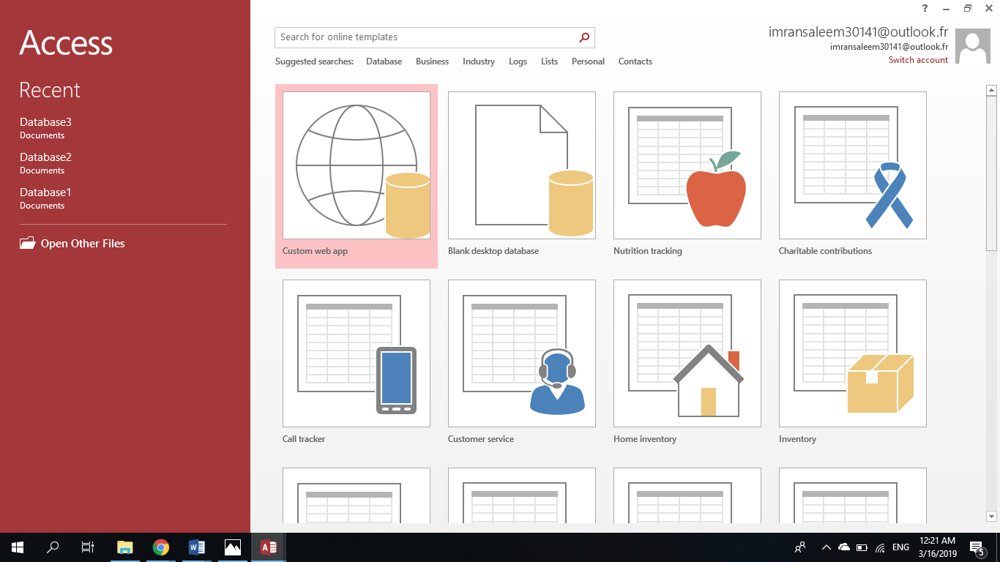 Access
Recent
Database3
Documents
Database2
Documents
Database1
Documents
Open Other Files
?
Search for online templates
imransaleem30141@outlook.fr
imransaleem30141@outlook.fr
Switch account
Suggested searches: Database Business Industry Logs Lists Personal Contacts
Custom web app Blank desktop database Nutrition tracking Charitable contributions
Call tracker Customer service Home inventory Inventory
ENG
12:21 AM
3/16/2019
5